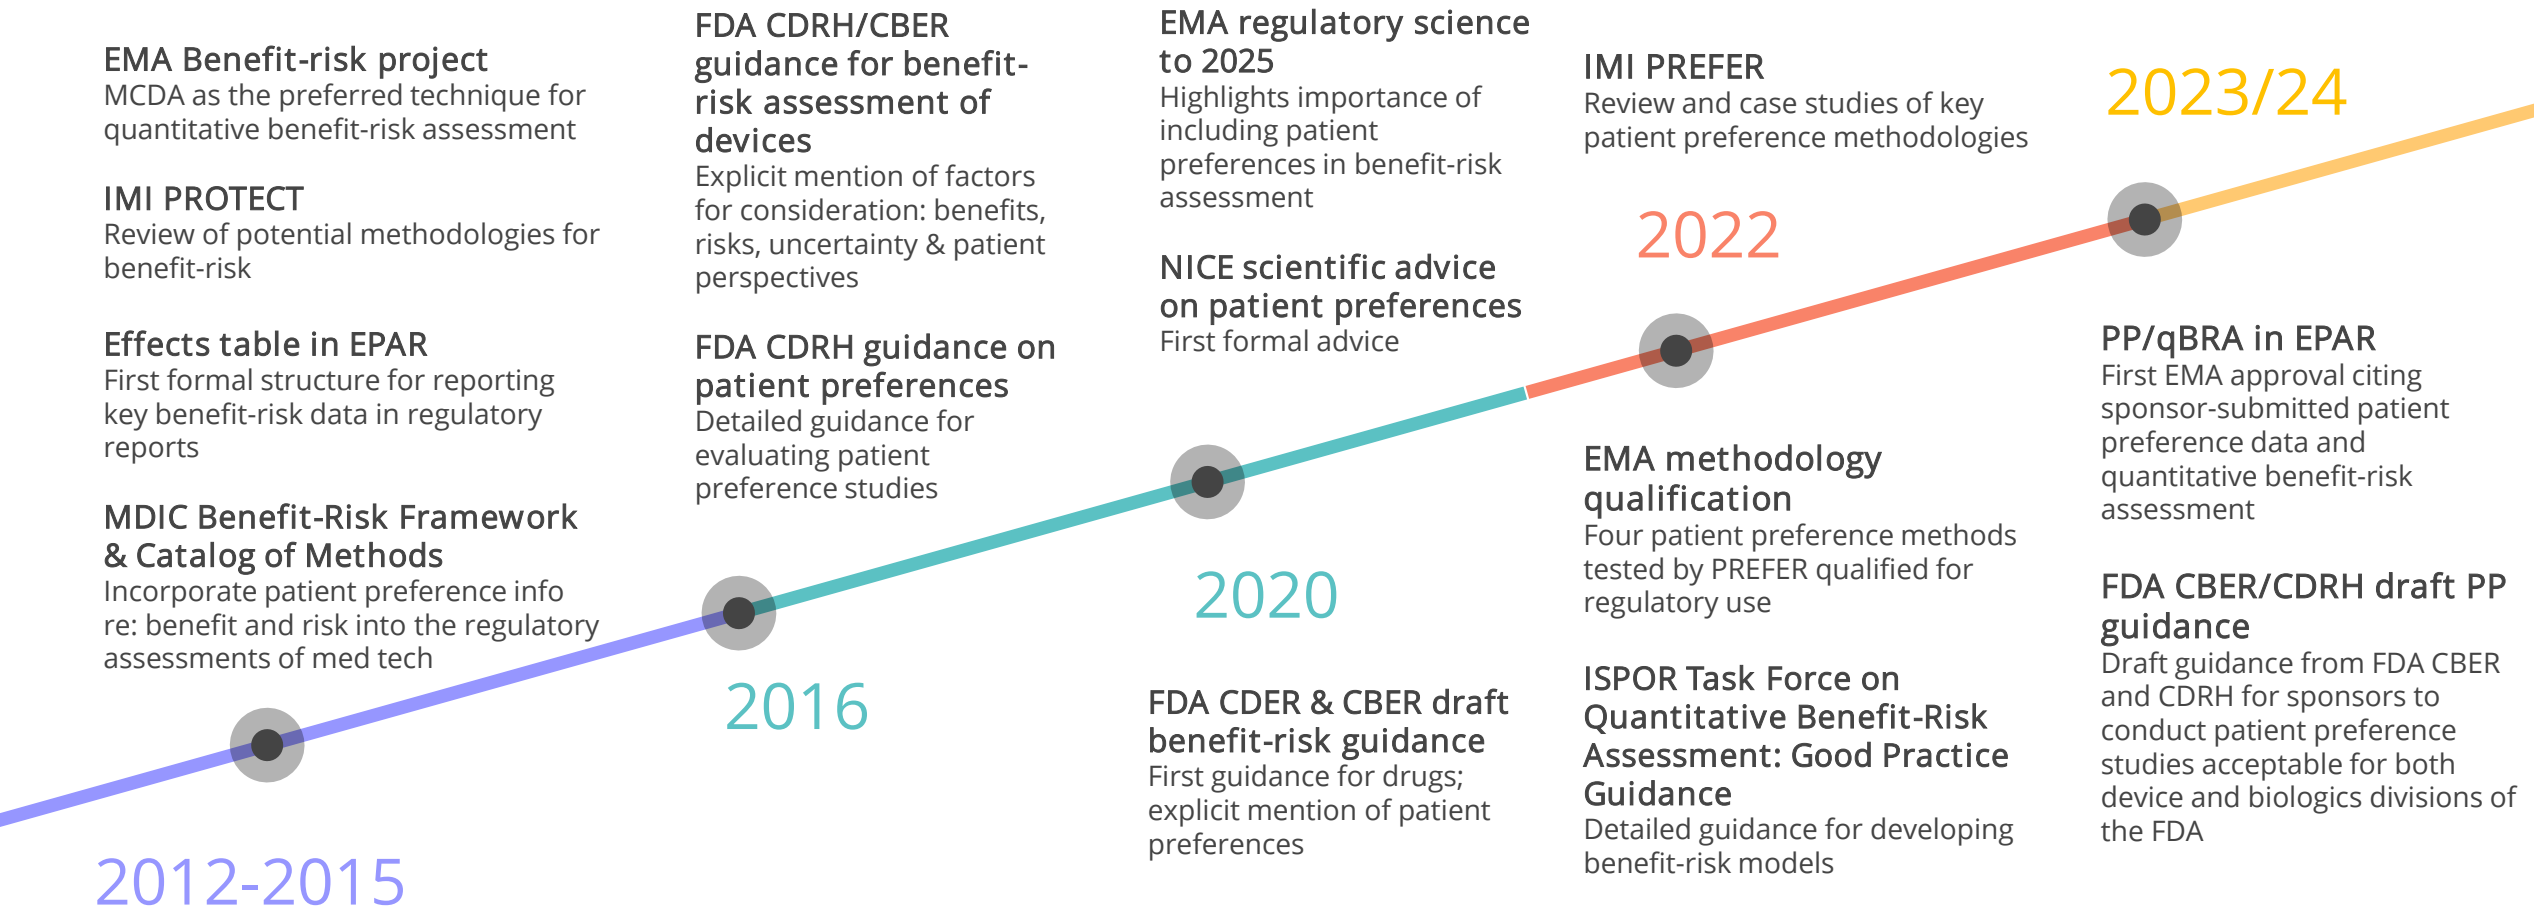 EMA Benefit-risk project
MCDA as the preferred technique for
quantitative benefit-risk assessment
IMI PROTECT
Review of potential methodologies for
benefit-risk
Effects table in EPAR
First formal structure for reporting
key benefit-risk data in regulatory
reports
MDIC Benefit-Risk Framework
& Catalog of Methods
Incorporate patient preference info
re: benefit and risk into the regulatory
assessments of med tech
2012-2015
FDA CDRH/CBER
guidance for benefit-
risk assessment of
devices
Explicit mention of factors
for consideration: benefits,
risks, uncertainty & patient
perspectives
FDA CDRH guidance on
patient preferences
Detailed guidance for
evaluating patient
preference studies
2016
EMA regulatory science
to 2025
Highlights importance of
including patient
preferences in benefit-risk
assessment
NICE scientific advice
on patient preferences
First formal advice
2020
FDA CDER & CBER draft
benefit-risk guidance
First guidance for drugs;
explicit mention of patient
preferences
IMI PREFER
Review and case studies of key
patient preference methodologies
2022
EMA methodology
qualification
Four patient preference methods
tested by PREFER qualified for
regulatory use
ISPOR Task Force on
Quantitative Benefit-Risk
Assessment: Good Practice
Guidance
Detailed guidance for developing
benefit-risk models
2023/24
PP/qBRA in EPAR
First EMA approval citing
sponsor-submitted patient
preference data and
quantitative benefit-risk
assessment
FDA CBER/CDRH draft PP
guidance
Draft guidance from FDA CBER
and CDRH for sponsors to
conduct patient preference
studies acceptable for both
device and biologics divisions of
the FDA